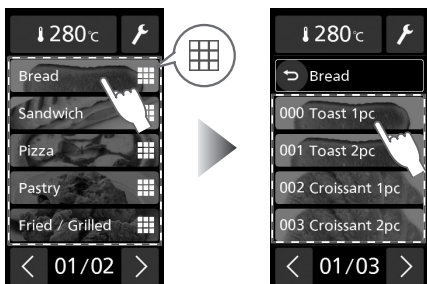 280℃
Bread
Sandwich
Pizza
Pastry
Fried / Grilled
< 01/02 >
280℃
Bread
000 Toast 1pc
001 Toast 2pc
002 Croissant 1pc
003 Croissant 2pc
< 01/03 >